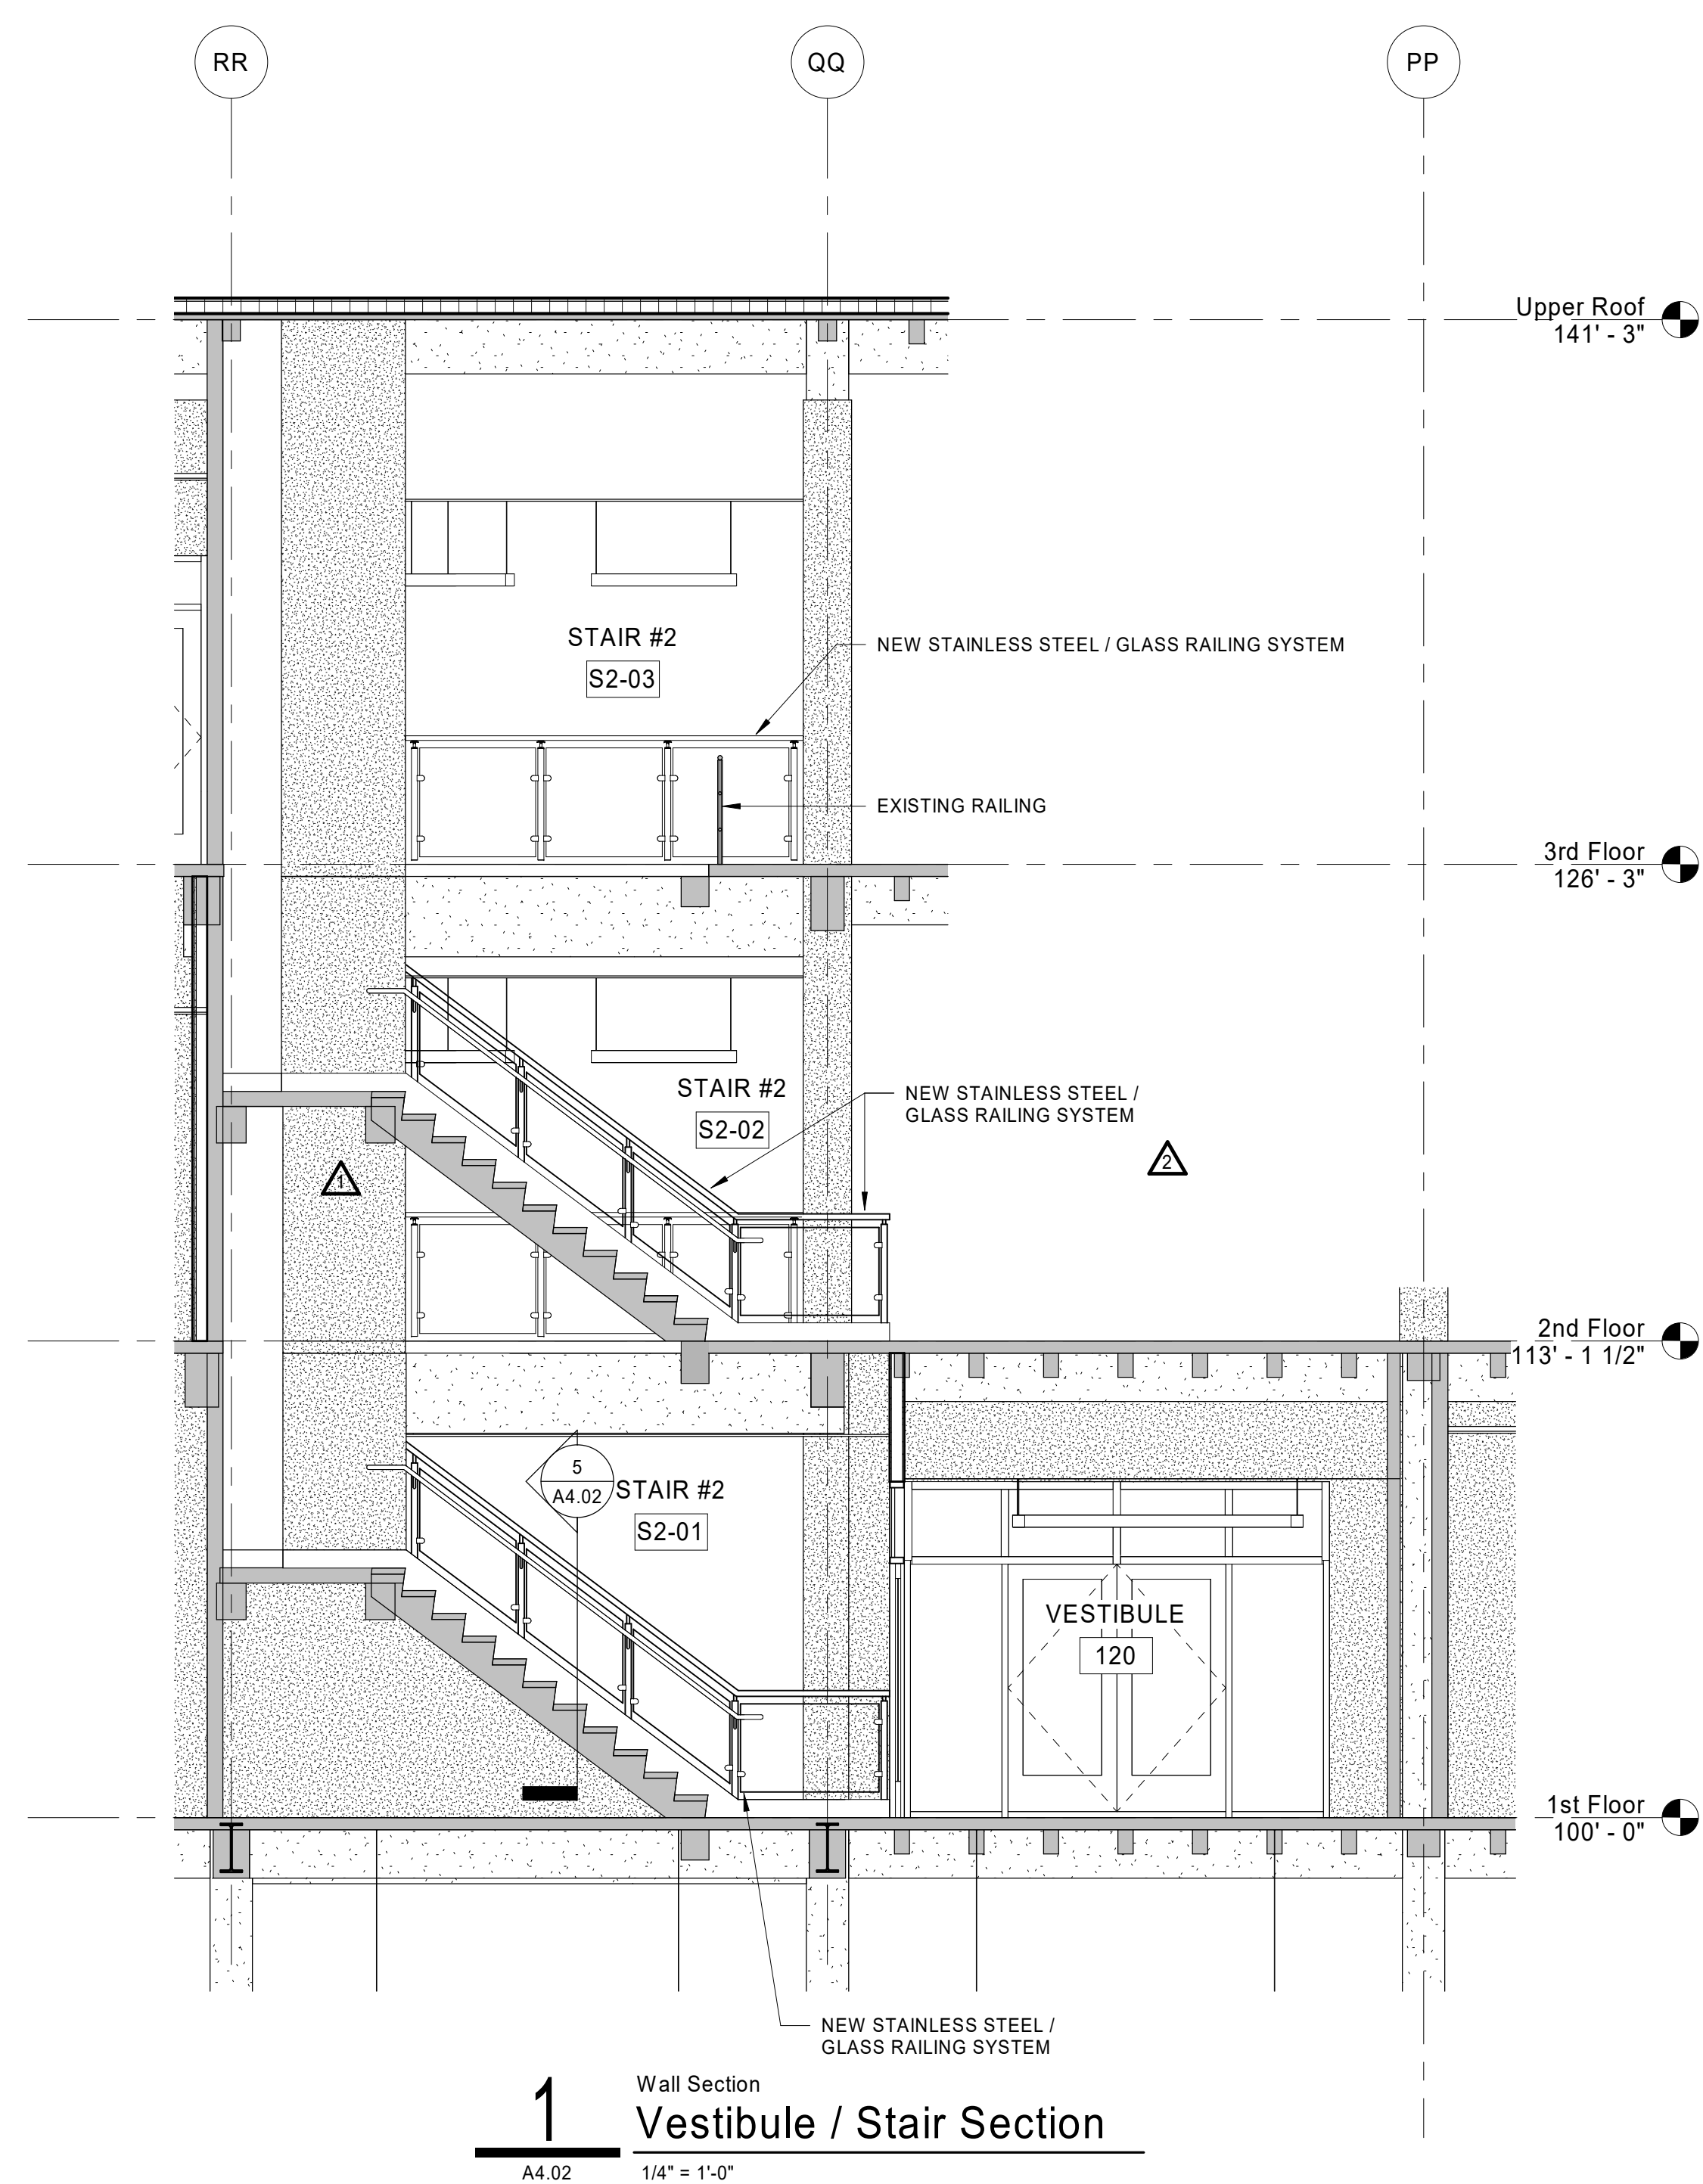 RR
QQ
PP
Upper Roof
141' - 3"
STAIR #2
S2-03
NEW STAINLESS STEEL / GLASS RAILING SYSTEM
EXISTING RAILING
3rd Floor
126' - 3"
STAIR #2
S2-02
NEW STAINLESS STEEL /
GLASS RAILING SYSTEM
1
2
2nd Floor
113' - 1 1/2"
5
A4.02
STAIR #2
S2-01
VESTIBULE
120
1st Floor
100' - 0"
NEW STAINLESS STEEL /
GLASS RAILING SYSTEM
1
A4.02
Wall Section
Vestibule / Stair Section
1/4" = 1'-0"